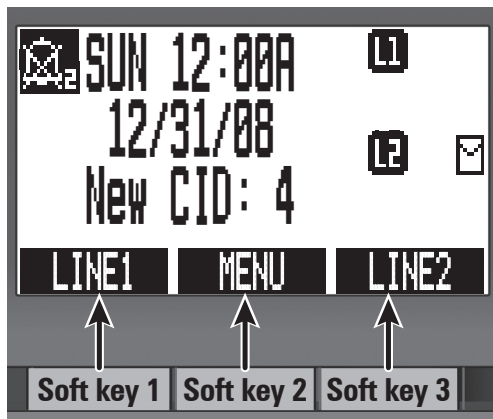 2 SUN 12:00A L1
12/31/08 L2
New CID: 4
LINE1 MENU LINE2
Soft key 1 Soft key 2 Soft key 3